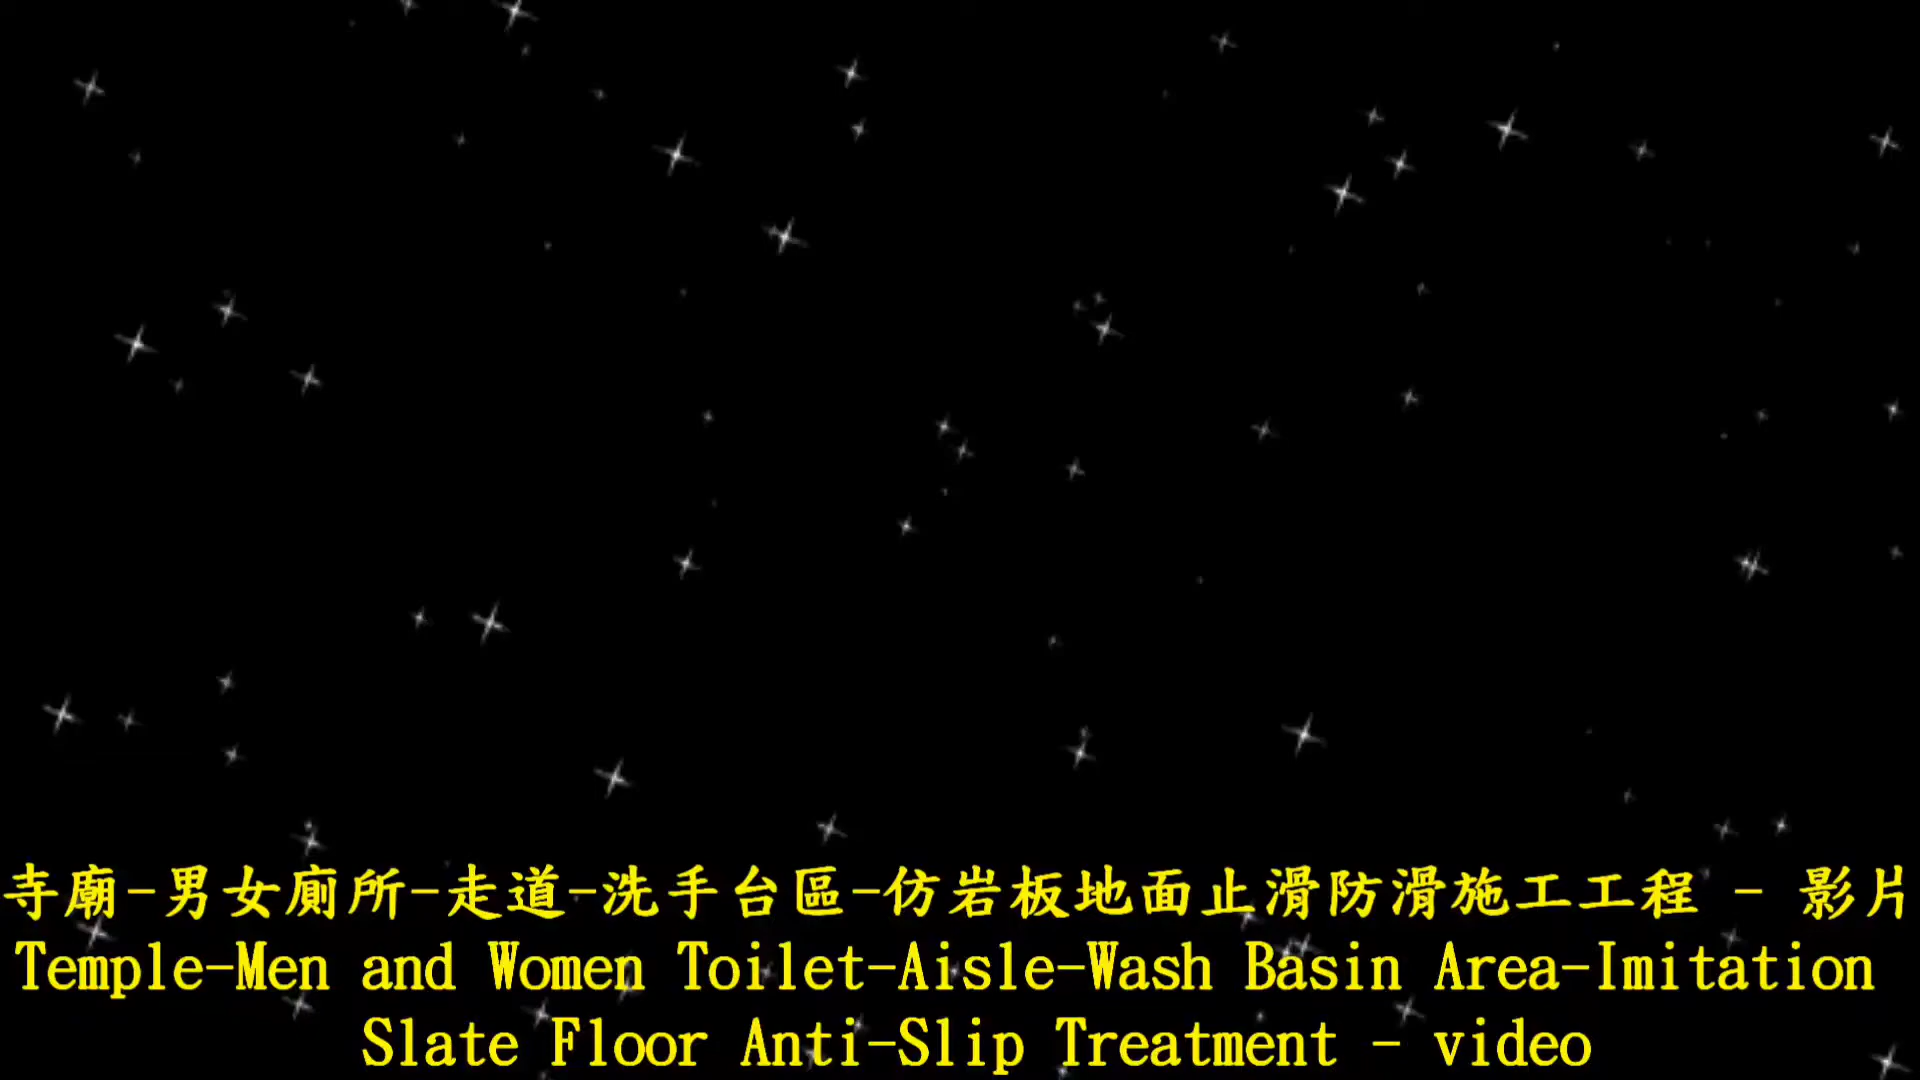 寺廟-男女廁所-走道-洗手台區-仿岩板地面止滑防滑施工工程 - 影片
Temple-Men and Women Toilet-Aisle-Wash Basin Area-Imitation
Slate Floor Anti-Slip Treatment - video